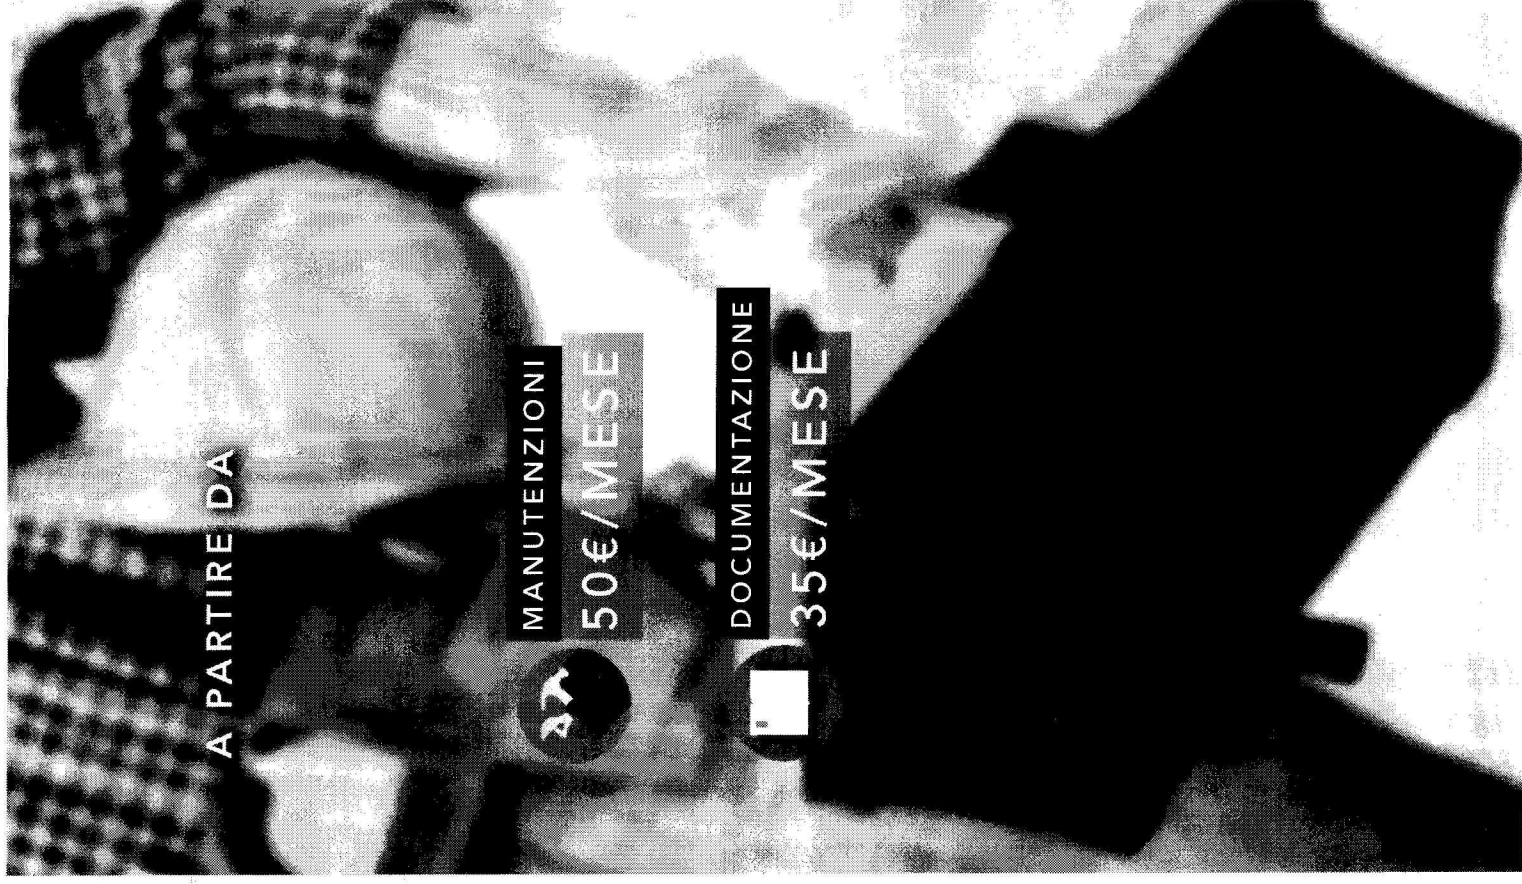 A PARTIRE DA
MANUTENZIONI
50€/MESE
DOCUMENTAZIONE
35€/MESE